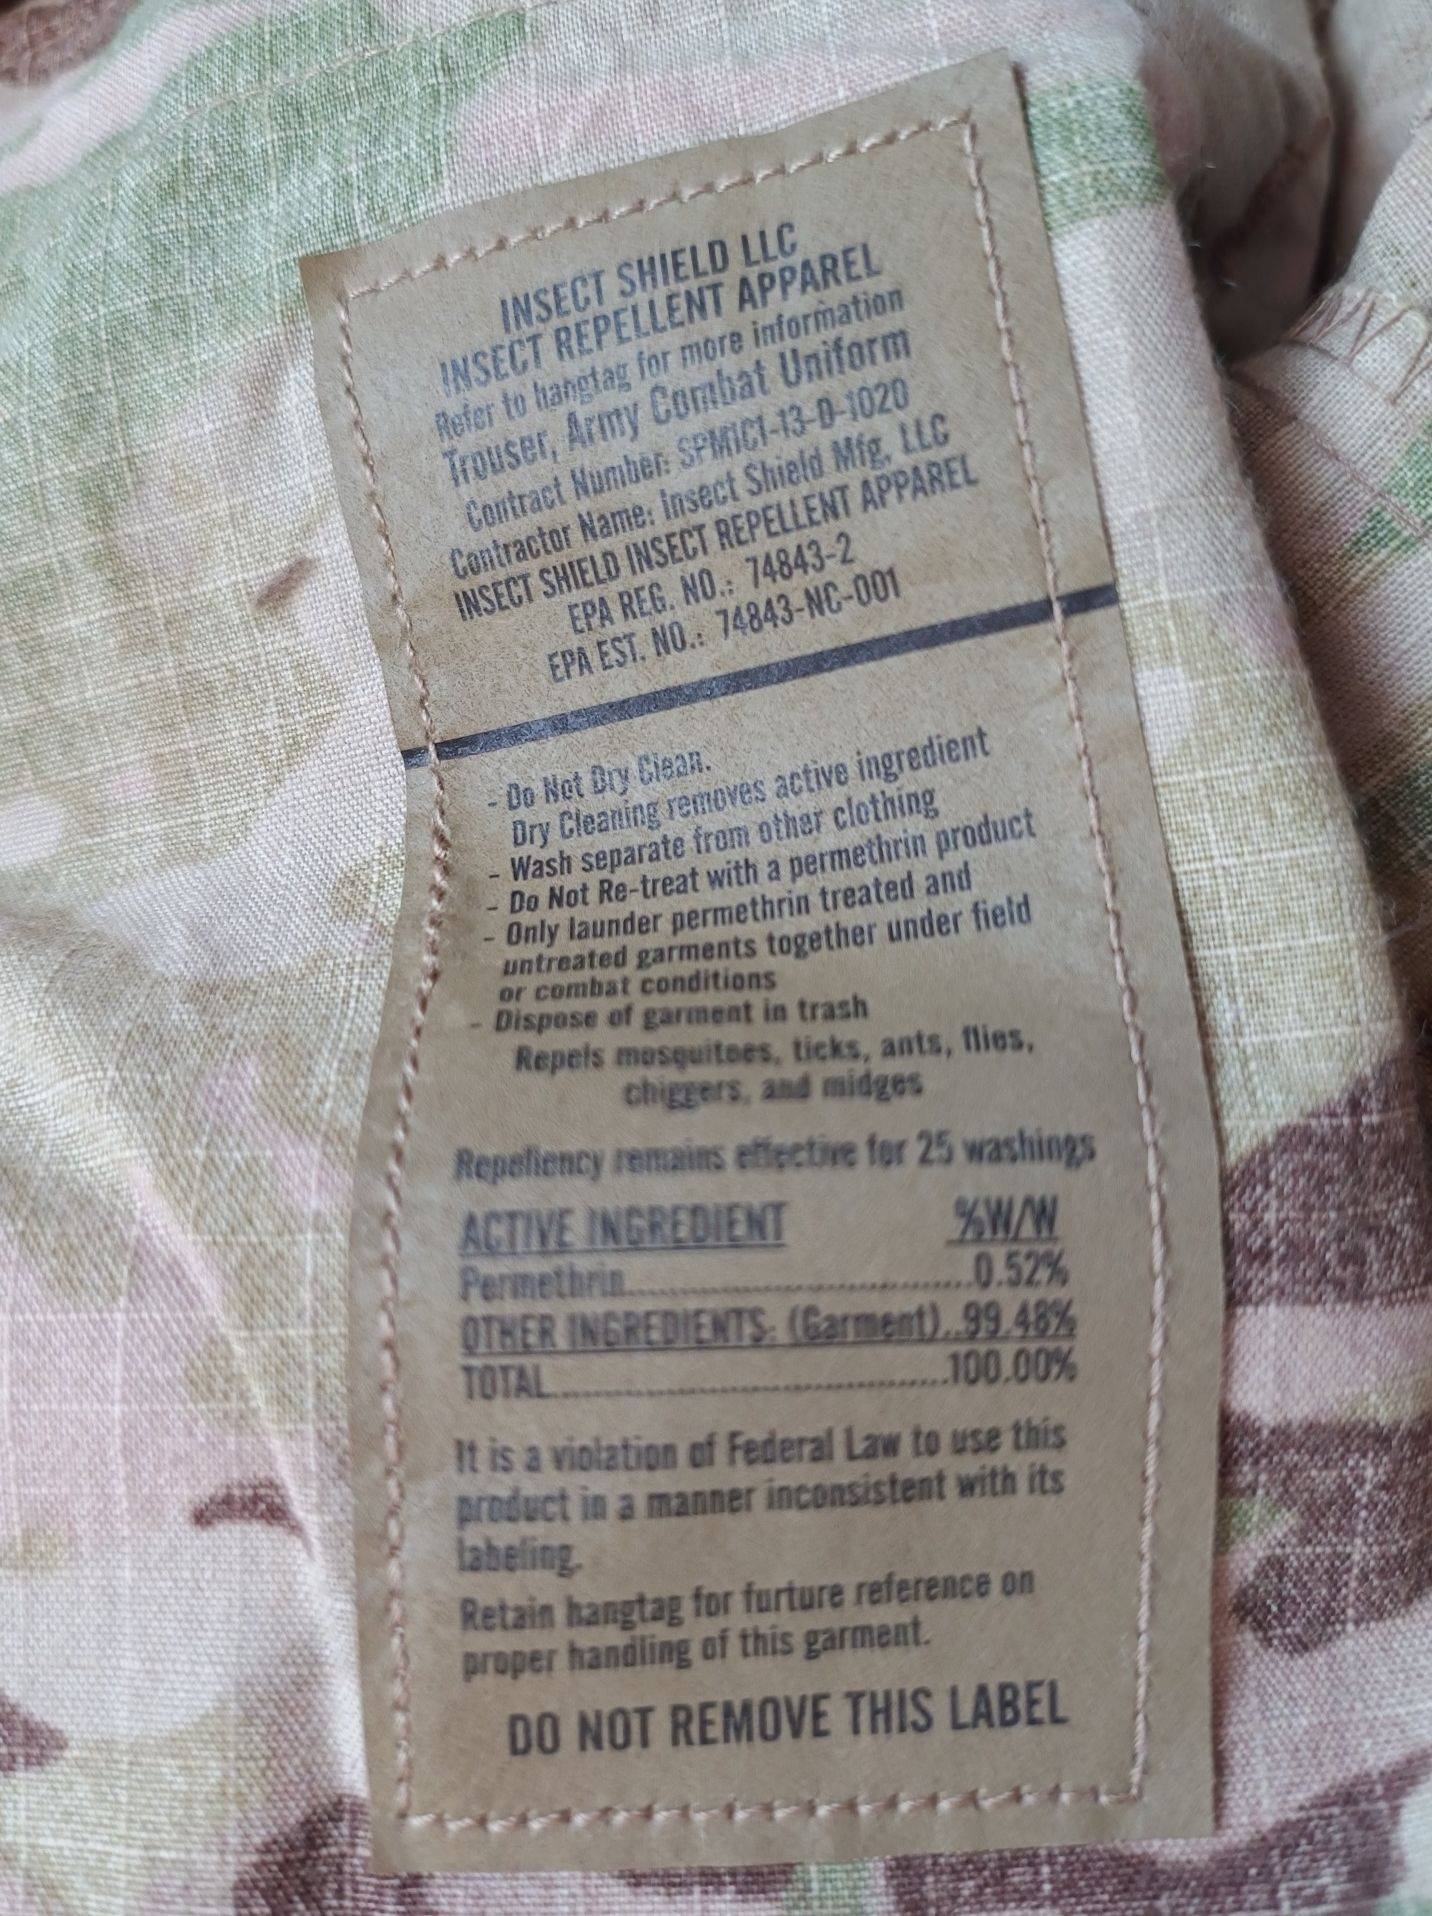 INSECT SHIELD LLC
INSECT REPELLENT APPAREL
Refer to hangtag for more information
Trouser, Army Combat Uniform
Contract Number: SPM1C1-13-D-1020
Contractor Name: Insect Shield Mfg, LLC
INSECT SHIELD INSECT REPELLENT APPAREL
EPA REG. NO.: 74843-2
EPA EST. NO.: 74843-NC-001
- Do Not Dry Clean.
Dry Cleaning removes active ingredient
- Wash separate from other clothing
- Do Not Re-treat with a permethrin product
- Only launder permethrin treated and
untreated garments together under field
or combat conditions
- Dispose of garment in trash
Repels mosquitoes, ticks, ants, flies,
chiggers, and midges
Repellency remains effective for 25 washings
ACTIVE INGREDIENT %W/W
Permethrin..............................0.52%
OTHER INGREDIENTS: (Garment)..99.48%
TOTAL.....................................100.00%
It is a violation of Federal Law to use this
product in a manner inconsistent with its
labeling.
Retain hangtag for furture reference on
proper handling of this garment.
DO NOT REMOVE THIS LABEL